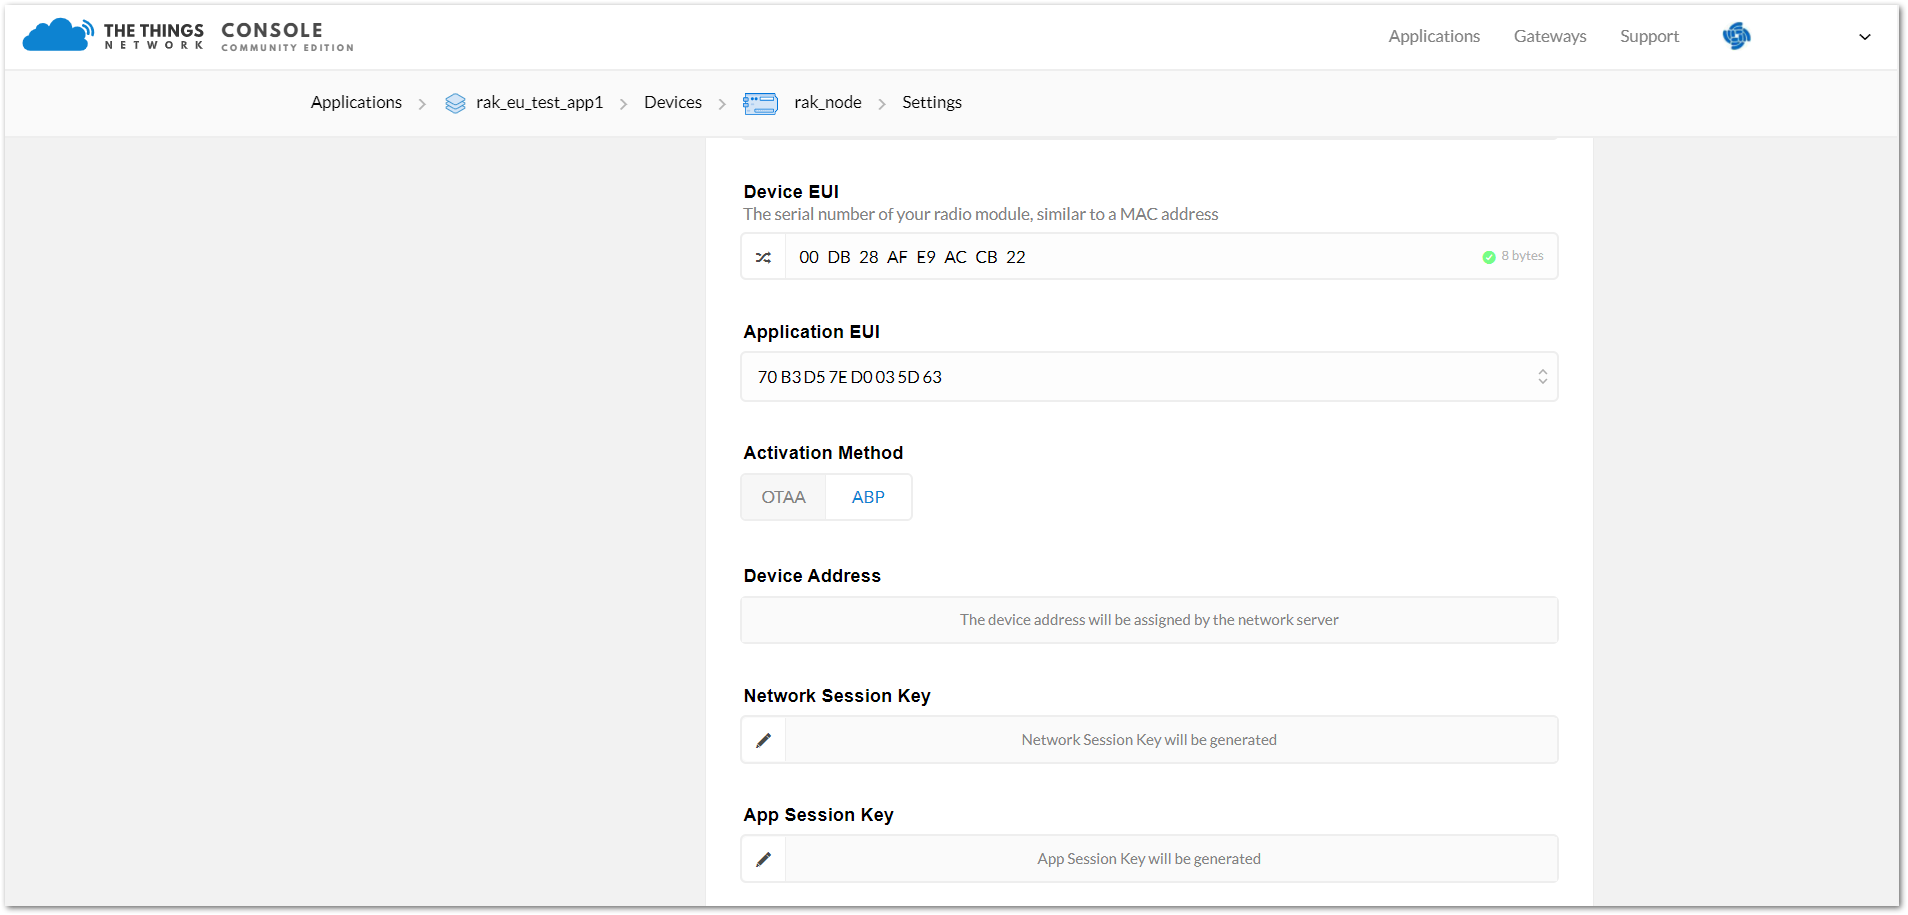 THE THINGS
NETWORK
CONSOLE
COMMUNITY EDITION
Applications Gateways Support
Applications rak_eu_test_app1 Devices rak_node Settings
Device EUI
The serial number of your radio module, similar to a MAC address
00 DB 28 AF E9 AC CB 22 8 bytes
Application EUI
70 B3 D5 7E D0 03 5D 63
Activation Method
OTAA ABP
Device Address
The device address will be assigned by the network server
Network Session Key
Network Session Key will be generated
App Session Key
App Session Key will be generated